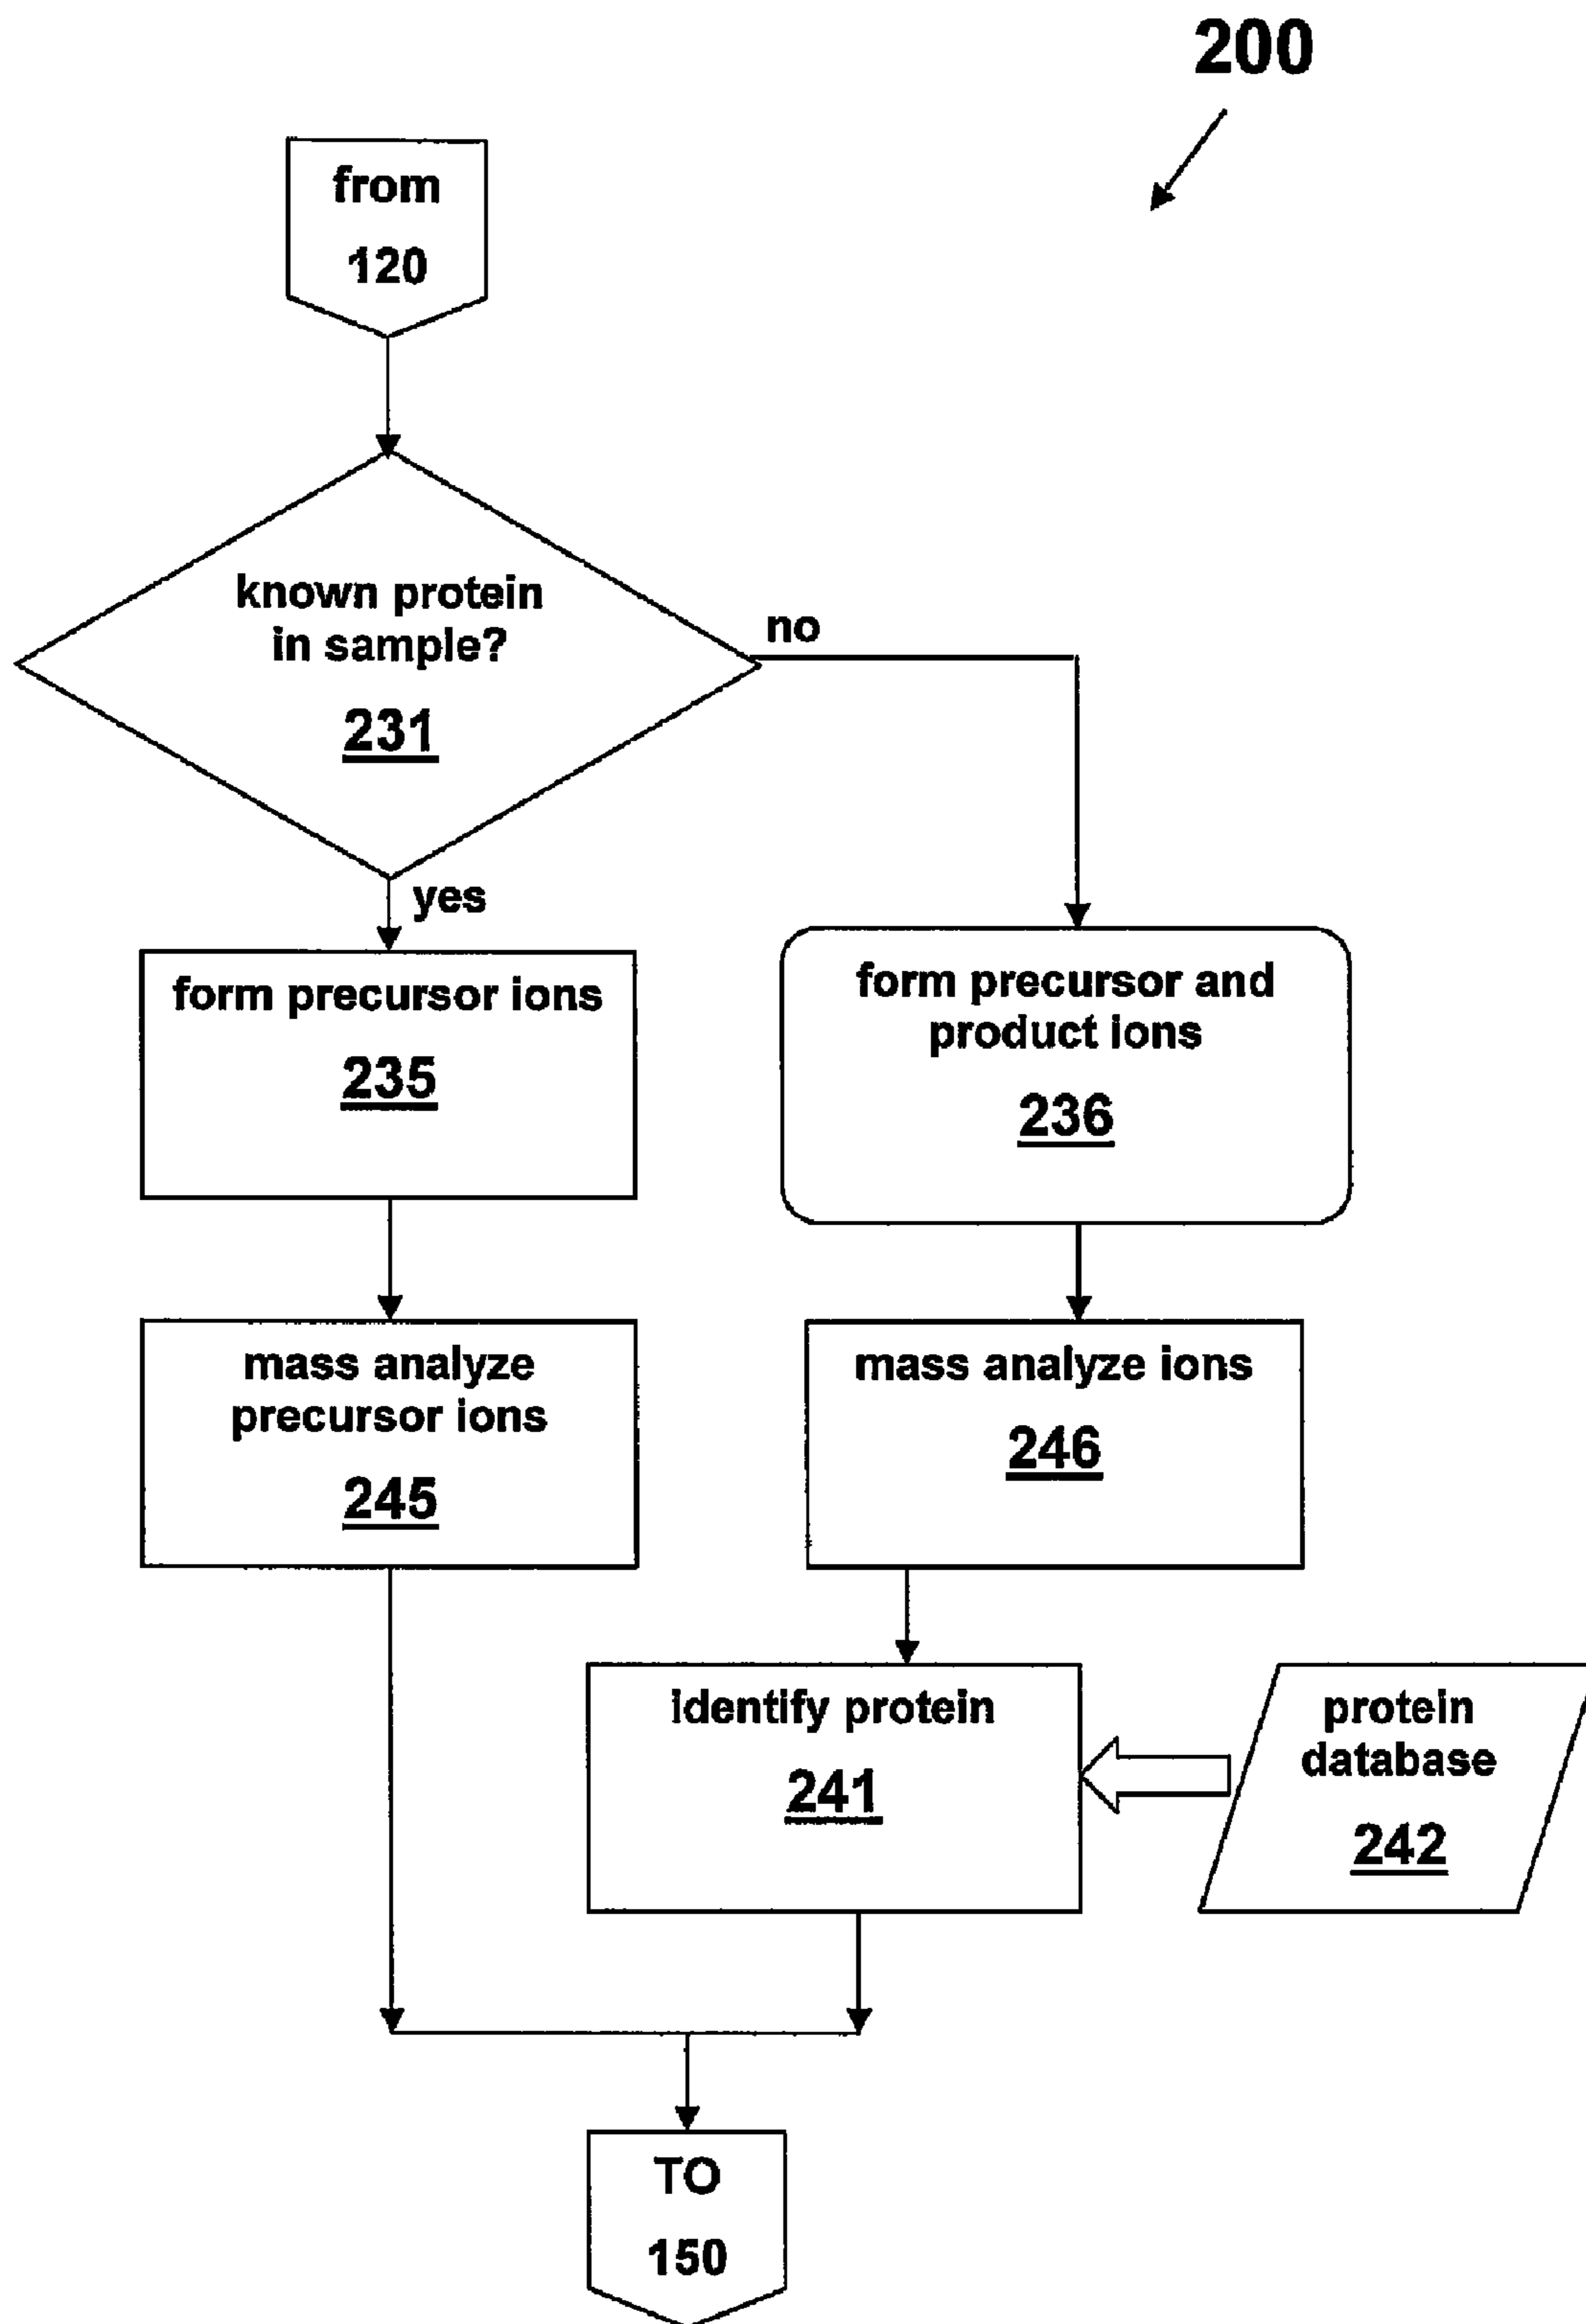 200
from
120
known protein
in sample?
231
no
yes
form precursor ions
235
form precursor and
product ions
236
mass analyze
precursor ions
245
mass analyze ions
246
identify protein
241
protein
database
242
TO
150